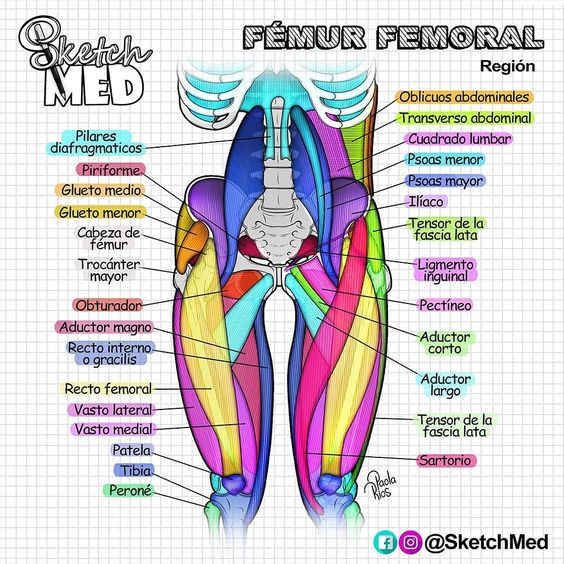 Sketch
MED
FÉMUR FEMORAL
Región
Pilares
diafragmaticos
Piriforme
Glueto medio
Glueto menor
Cabeza de
fémur
Trocánter
mayor
Obturador
Aductor magno
Recto interno
o gracilis
Recto femoral
Vasto lateral
Vasto medial
Patela
Tibia
Peroné
Oblicuos abdominales
Transverso abdominal
Cuadrado lumbar
Psoas menor
Psoas mayor
Ilíaco
Tensor de la
fascia lata
Ligmento
inguinal
Pectíneo
Aductor
corto
Aductor
largo
Tensor de la
fascia lata
Sartorio
Paola
Ríos
@SketchMed